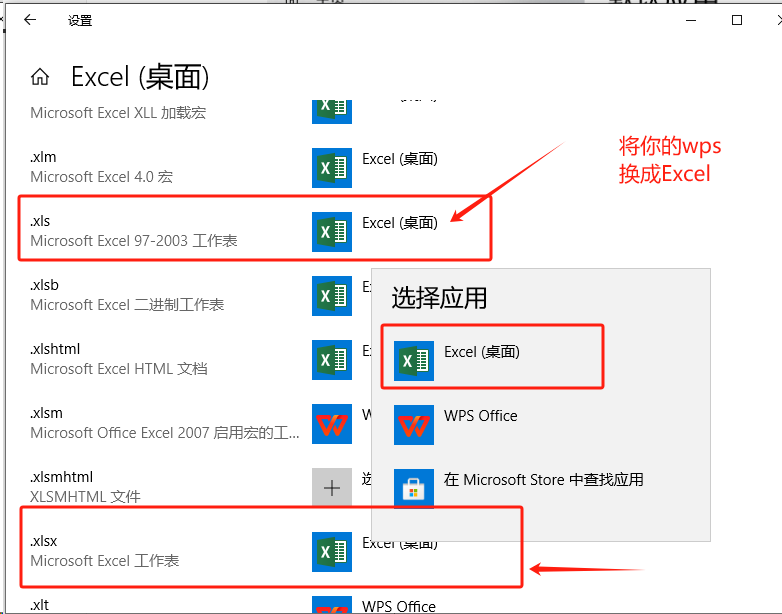 设置
Excel (桌面)
Microsoft Excel XLL 加载宏
.xlm
Excel (桌面)
Microsoft Excel 4.0 宏
将你的wps
换成Excel
.xls
Excel (桌面)
Microsoft Excel 97-2003 工作表
.xlsb
Microsoft Excel 二进制工作表
选择应用
.xlshtml
Microsoft Excel HTML 文档
Excel (桌面)
.xlsm
Microsoft Office Excel 2007 启用宏的工...
WPS Office
.xlsmhtml
XLSMHTML 文件
在 Microsoft Store 中查找应用
.xlsx
Excel (桌面)
Microsoft Excel 工作表
.xlt
WPS Office